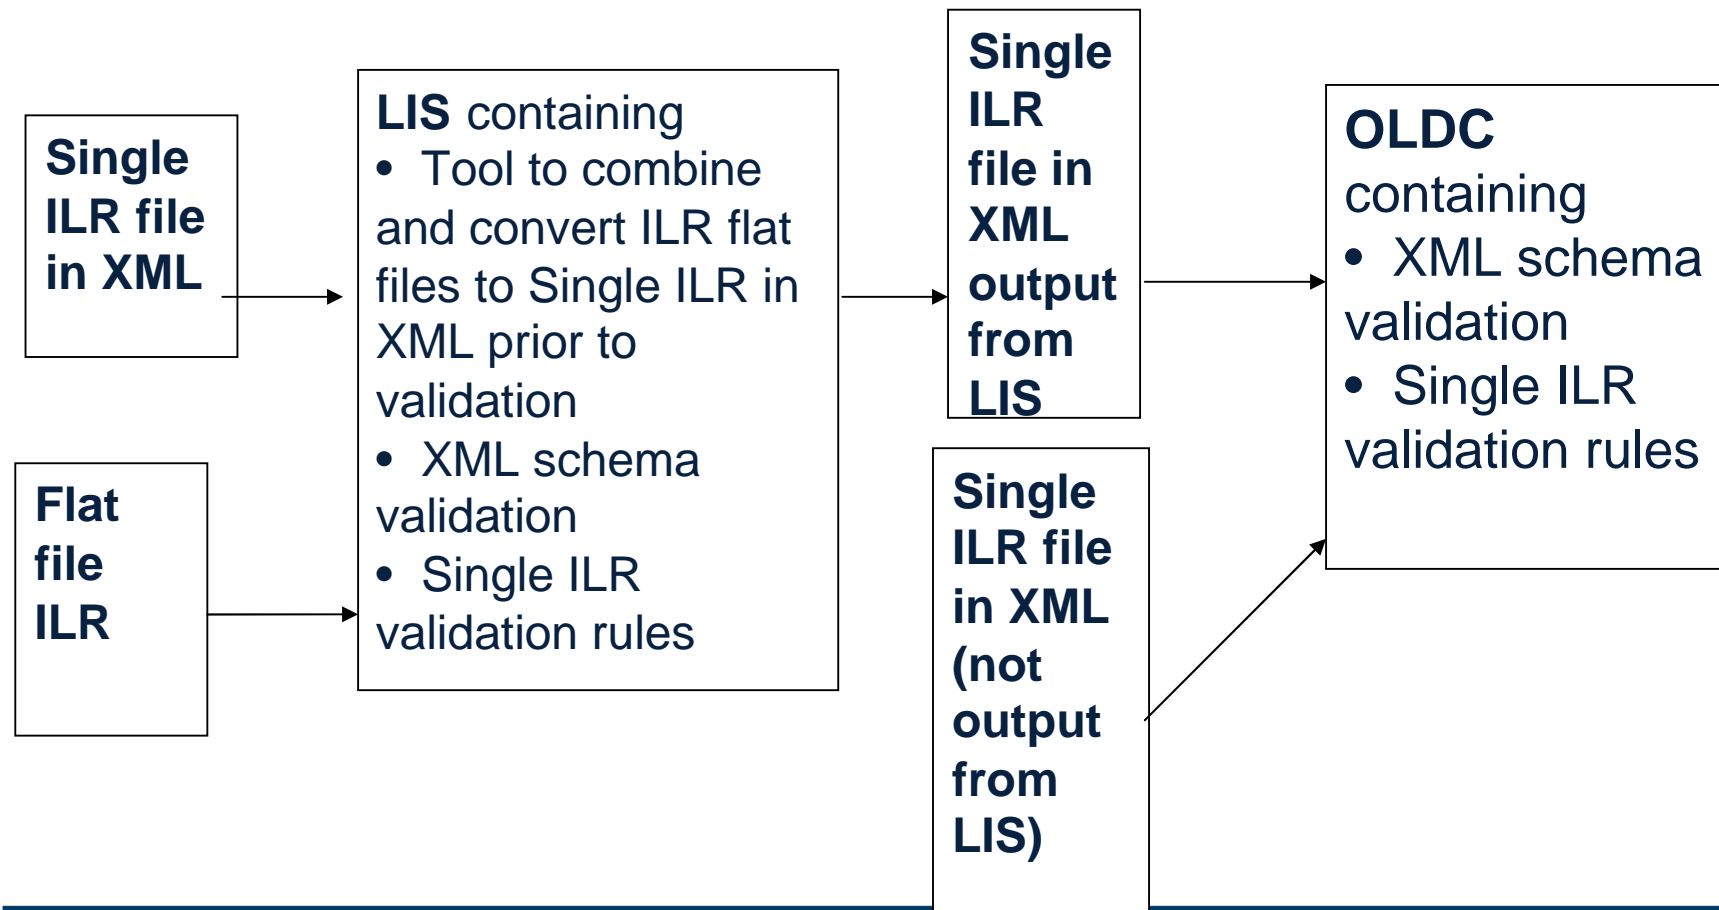 Single
ILR file
in XML
Flat
file
ILR
LIS containing
• Tool to combine
and convert ILR flat
files to Single ILR in
XML prior to
validation
• XML schema
validation
• Single ILR
validation rules
Single
ILR
file in
XML
output
from
LIS
Single
ILR file
in XML
(not
output
from
LIS)
OLDC
containing
• XML schema
validation
• Single ILR
validation rules